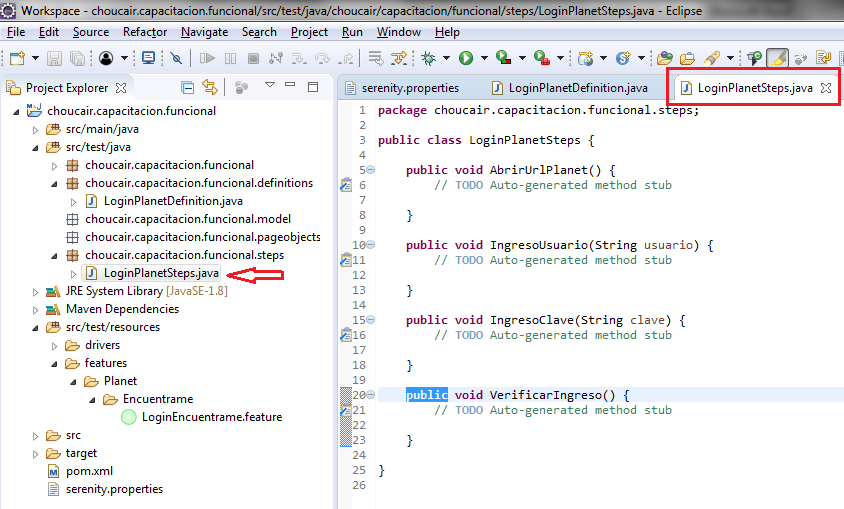 Workspace - choucair.capacitacion.funcional/src/test/java/choucair/capacitacion/funcional/steps/LoginPlanetSteps.java - Eclipse
File Edit Source Refactor Navigate Search Project Run Window Help
Project Explorer
choucair.capacitacion.funcional
src/main/java
src/test/java
choucair.capacitacion.funcional
choucair.capacitacion.funcional.definitions
LoginPlanetDefinition.java
choucair.capacitacion.funcional.model
choucair.capacitacion.funcional.pageobjects
choucair.capacitacion.funcional.steps
LoginPlanetSteps.java
JRE System Library [JavaSE-1.8]
Maven Dependencies
src/test/resources
drivers
features
Planet
Encuentrame
LoginEncuentrame.feature
src
target
pom.xml
serenity.properties
serenity.properties LoginPlanetDefinition.java LoginPlanetSteps.java
1 package choucair.capacitacion.funcional.steps;
2
3 public class LoginPlanetSteps {
4
5 public void AbrirUrlPlanet() {
6 // TODO Auto-generated method stub
7
8 }
9
10 public void IngresoUsuario(String usuario) {
11 // TODO Auto-generated method stub
12
13 }
14
15 public void IngresoClave(String clave) {
16 // TODO Auto-generated method stub
17
18 }
19
20 public void VerificarIngreso() {
21 // TODO Auto-generated method stub
22
23 }
24
25 }
26